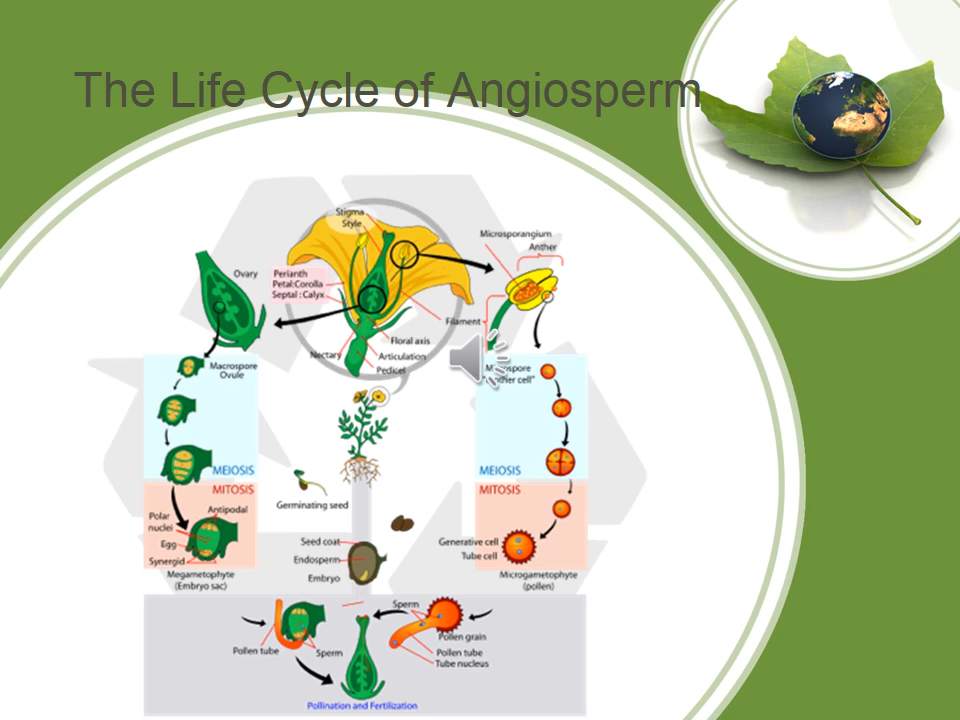 The Life Cycle of Angiosperm
Stigma
Style
Microsporangium
Anther
Ovary
Perianth
Petal:Corolla
Septal : Calyx
Filament
Floral axis
Nectary
Articulation
Pedicel
Macrospore
Ovule
"mother cell"
MEIOSIS
MITOSIS
Polar
nuclei
Antipodal
Egg
Synergid
Megametophyte
(Embryo sac)
Germinating seed
Seed coat
Endosperm
Embryo
MEIOSIS
MITOSIS
Generative cell
Tube cell
Microgametophyte
(pollen)
Pollen tube
Sperm
Sperm
Pollen grain
Pollen tube
Tube nucleus
Pollination and Fertilization